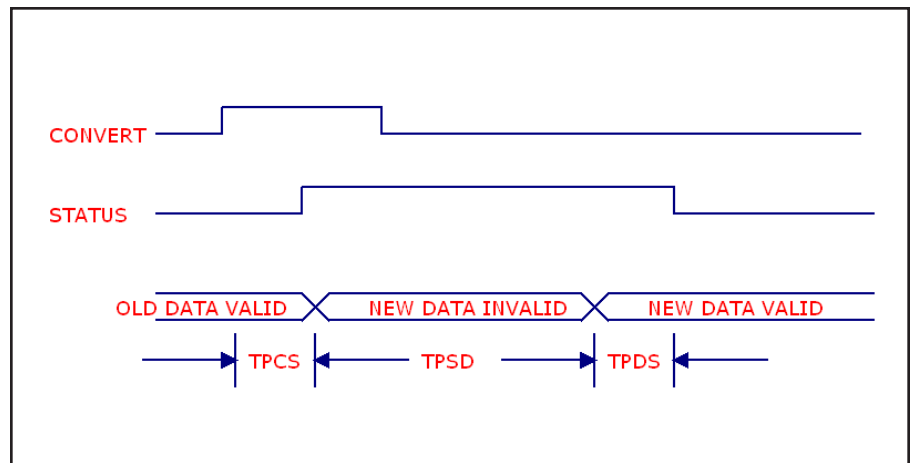 CONVERT
STATUS
OLD DATA VALID NEW DATA INVALID NEW DATA VALID
TPCS TPSD TPDS